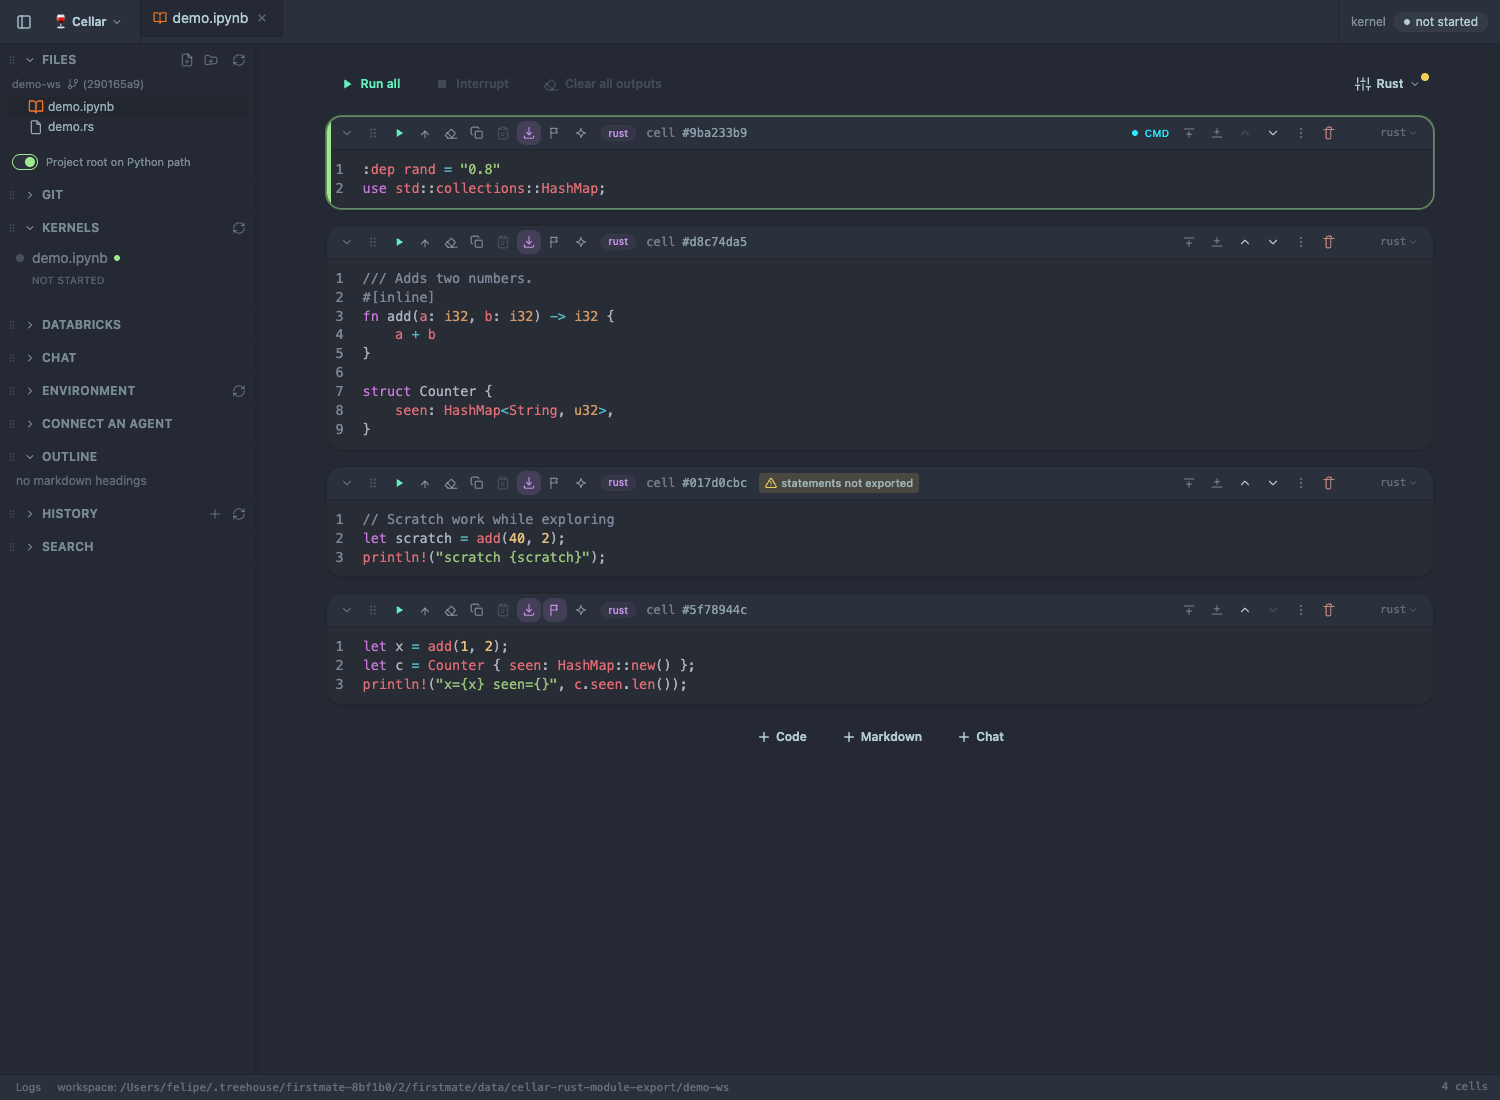 Cellar
demo.ipynb
kernel
not started
FILES
demo-ws (290165a9)
demo.ipynb
demo.rs
Project root on Python path
GIT
KERNELS
demo.ipynb
NOT STARTED
DATABRICKS
CHAT
ENVIRONMENT
CONNECT AN AGENT
OUTLINE
no markdown headings
HISTORY
SEARCH
Run all Interrupt Clear all outputs Rust
rust cell #9ba233b9 CMD rust
1 :dep rand = "0.8"
2 use std::collections::HashMap;
rust cell #d8c74da5 rust
1 /// Adds two numbers.
2 #[inline]
3 fn add(a: i32, b: i32) -> i32 {
4 a + b
5 }
6
7 struct Counter {
8 seen: HashMap<String, u32>,
9 }
rust cell #017d0cbc statements not exported rust
1 // Scratch work while exploring
2 let scratch = add(40, 2);
3 println!("scratch {scratch}");
rust cell #5f78944c rust
1 let x = add(1, 2);
2 let c = Counter { seen: HashMap::new() };
3 println!("x={x} seen={}", c.seen.len());
+ Code + Markdown + Chat
Logs workspace: /Users/felipe/.treehouse/firstmate-8bf1b0/2/firstmate/data/cellar-rust-module-export/demo-ws 4 cells